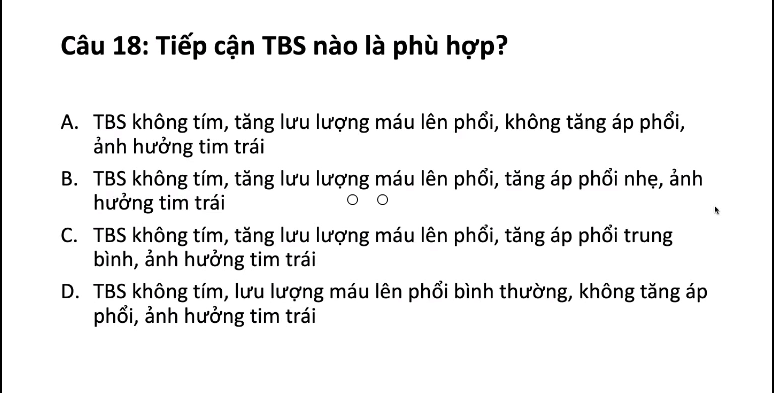 Câu 18: Tiếp cận TBS nào là phù hợp?
A. TBS không tím, tăng lưu lượng máu lên phổi, không tăng áp phổi,
ảnh hưởng tim trái
B. TBS không tím, tăng lưu lượng máu lên phổi, tăng áp phổi nhẹ, ảnh
hưởng tim trái
C. TBS không tím, tăng lưu lượng máu lên phổi, tăng áp phổi trung
bình, ảnh hưởng tim trái
D. TBS không tím, lưu lượng máu lên phổi bình thường, không tăng áp
phổi, ảnh hưởng tim trái